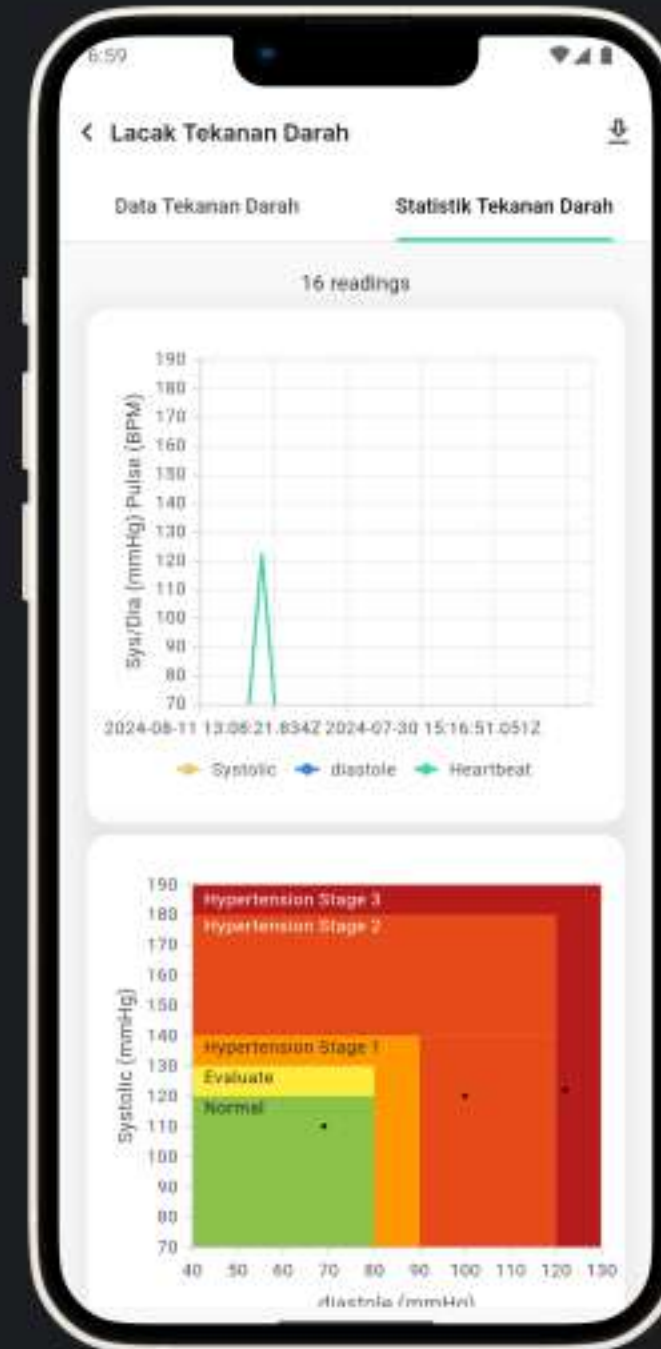 6:59
Lacak Tekanan Darah
Data Tekanan Darah Statistik Tekanan Darah
16 readings
Sys/Dia (mmHg) Pulse (BPM)
190
180
170
160
150
140
130
120
110
100
90
80
70
2024-08-11 13:08:21.834Z 2024-07-30 15:16:51.051Z
Systolic diastole Heartbeat
Systolic (mmHg)
190
180
170
160
150
140
130
120
110
100
90
80
70
Hypertension Stage 3
Hypertension Stage 2
Hypertension Stage 1
Evaluate
Normal
40 50 60 70 80 90 100 110 120 130
diastole (mmHg)